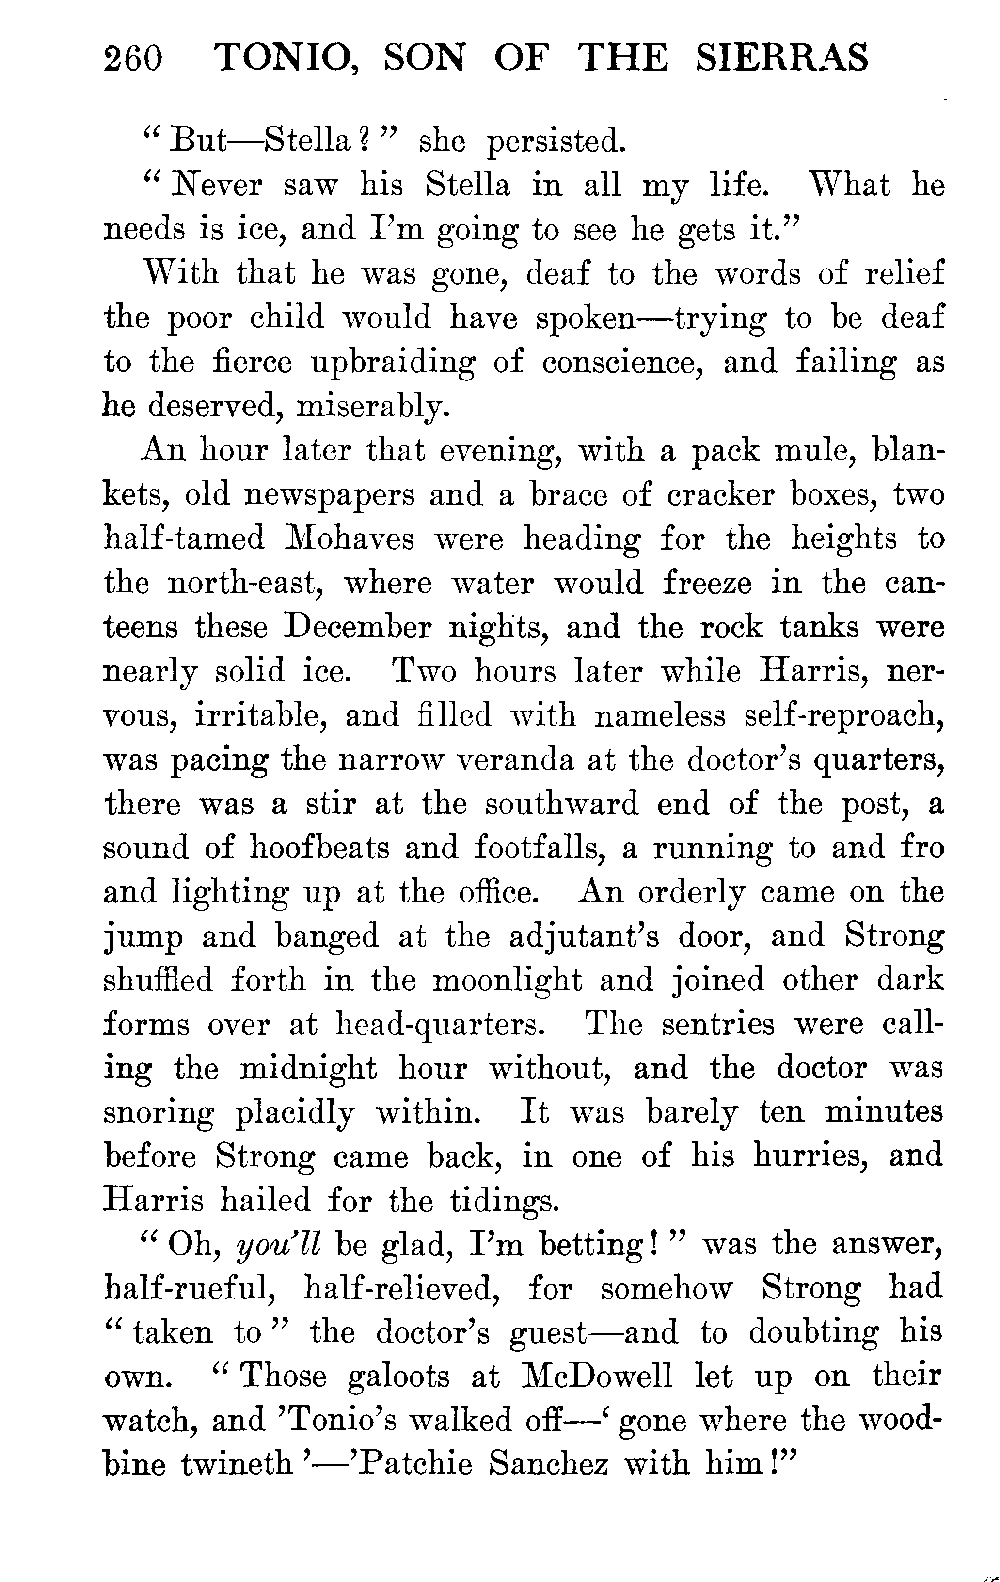 260 TONIO, SON OF THE SIERRAS
“ But—Stella ? ” she persisted.
“ Never saw his Stella in all my life. What he
needs is ice, and I’m going to see he gets it.”
With that he was gone, deaf to the words of relief
the poor child would have spoken—trying to be deaf
to the fierce upbraiding of conscience, and failing as
he deserved, miserably.
An hour later that evening, with a pack mule, blan-
kets, old newspapers and a brace of cracker boxes, two
half-tamed Mohaves were heading for the heights to
the north-east, where water would freeze in the can-
teens these December nights, and the rock tanks were
nearly solid ice. Two hours later while Harris, ner-
vous, irritable, and filled with nameless self-reproach,
was pacing the narrow veranda at the doctor’s quarters,
there was a stir at the southward end of the post, a
sound of hoofbeats and footfalls, a running to and fro
and lighting up at the office. An orderly came on the
jump and banged at the adjutant’s door, and Strong
shuffled forth in the moonlight and joined other dark
forms over at head-quarters. The sentries were call-
ing the midnight hour without, and the doctor was
snoring placidly within. It was barely ten minutes
before Strong came back, in one of his hurries, and
Harris hailed for the tidings.
“ Oh, you’ll be glad, I’m betting! ” was the answer,
half-rueful, half-relieved, for somehow Strong had
“ taken to ” the doctor’s guest—and to doubting his
own. “ Those galoots at McDowell let up on their
watch, and ’Tonio’s walked off—‘ gone where the wood-
bine twineth ’—’Patchie Sanchez with him !”